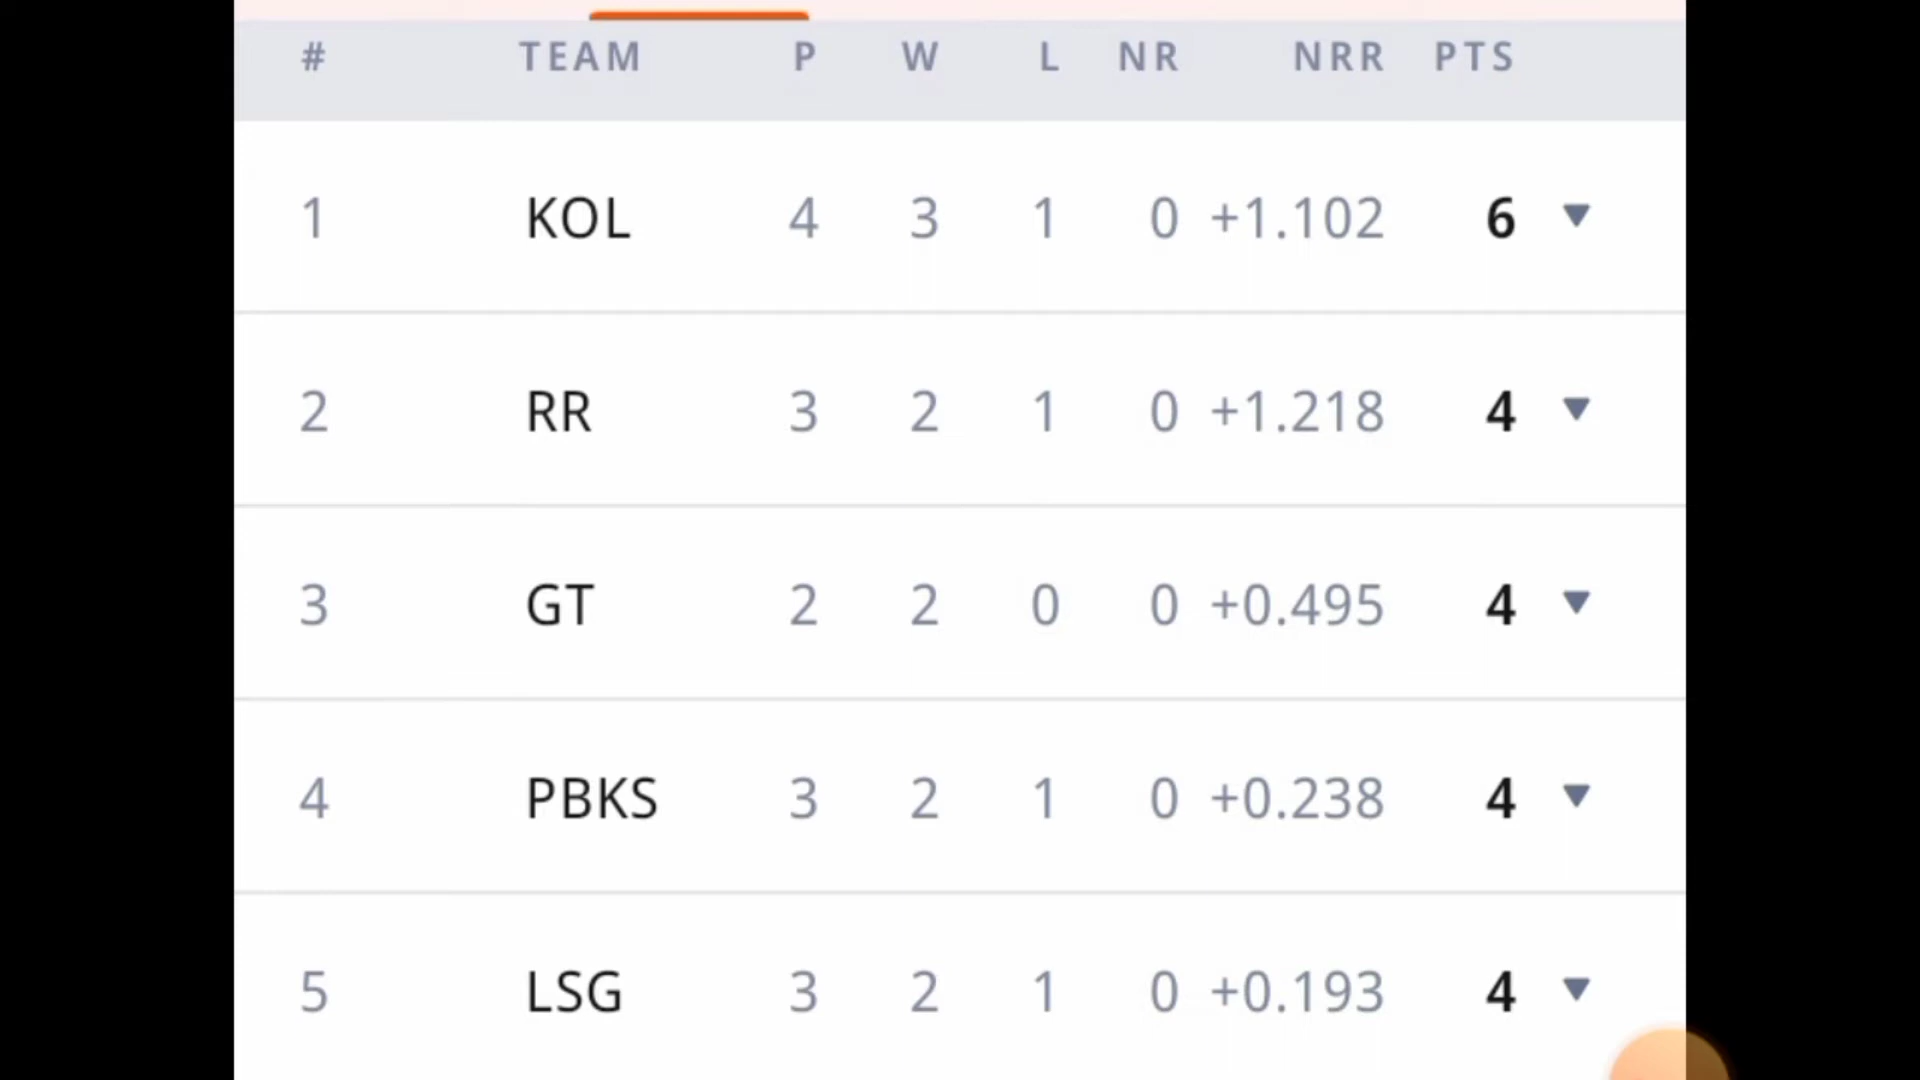 # TEAM P W L NR NRR PTS
1 KOL 4 3 1 0 +1.102 6
2 RR 3 2 1 0 +1.218 4
3 GT 2 2 0 0 +0.495 4
4 PBKS 3 2 1 0 +0.238 4
5 LSG 3 2 1 0 +0.193 4